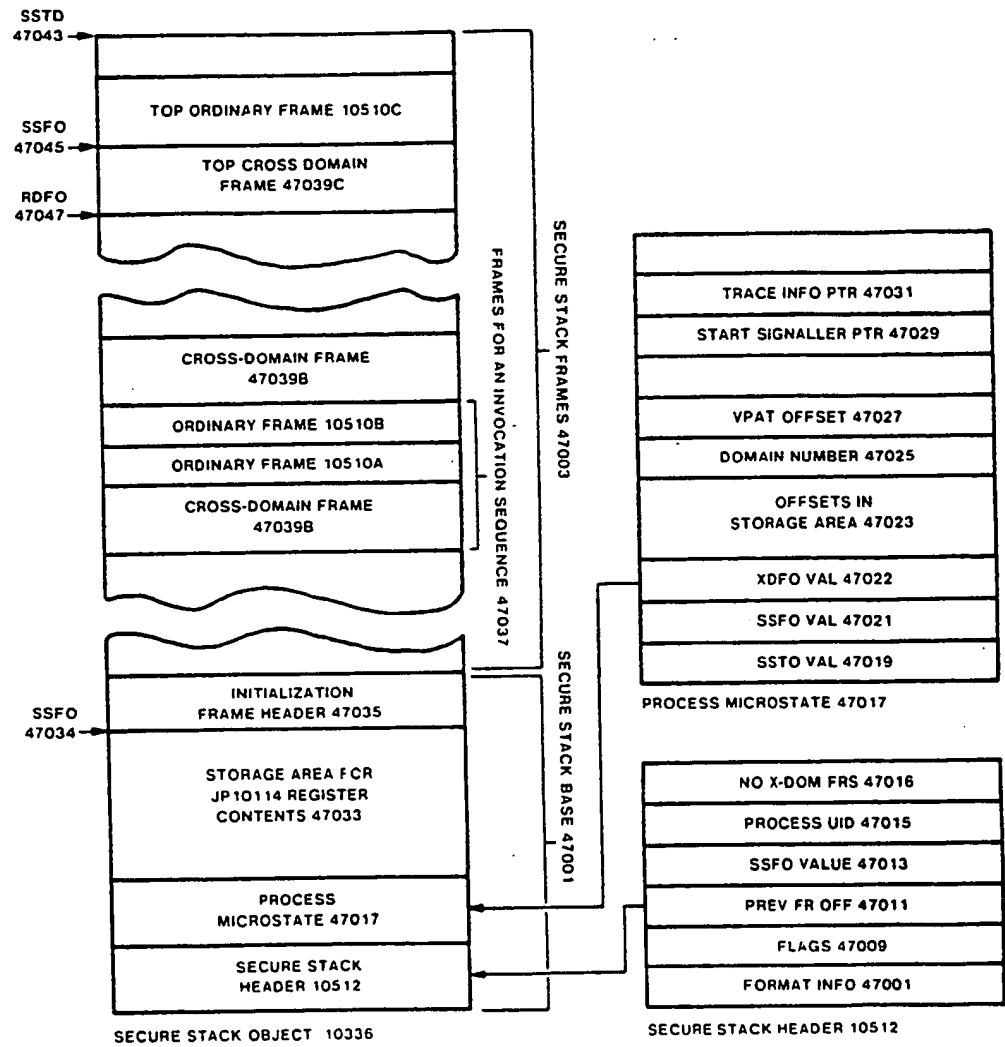 SSTD
47043
TOP ORDINARY FRAME 10510C
SSFO
47045
TOP CROSS DOMAIN
FRAME 47039C
RDFO
47047
CROSS-DOMAIN FRAME
47039B
ORDINARY FRAME 10510B
ORDINARY FRAME 10510A
CROSS-DOMAIN FRAME
47039B
FRAMES FOR AN INVOCATION SEQUENCE 47037
SECURE STACK FRAMES 47003
INITIALIZATION
FRAME HEADER 47035
SSFO
47034
STORAGE AREA FCR
JP10114 REGISTER
CONTENTS 47033
PROCESS
MICROSTATE 47017
SECURE STACK
HEADER 10512
SECURE STACK BASE 47001
SECURE STACK OBJECT 10336
TRACE INFO PTR 47031
START SIGNALLER PTR 47029
VPAT OFFSET 47027
DOMAIN NUMBER 47025
OFFSETS IN
STORAGE AREA 47023
XDFO VAL 47022
SSFO VAL 47021
SSTO VAL 47019
PROCESS MICROSTATE 47017
NO X-DOM FRS 47016
PROCESS UID 47015
SSFO VALUE 47013
PREV FR OFF 47011
FLAGS 47009
FORMAT INFO 47001
SECURE STACK HEADER 10512